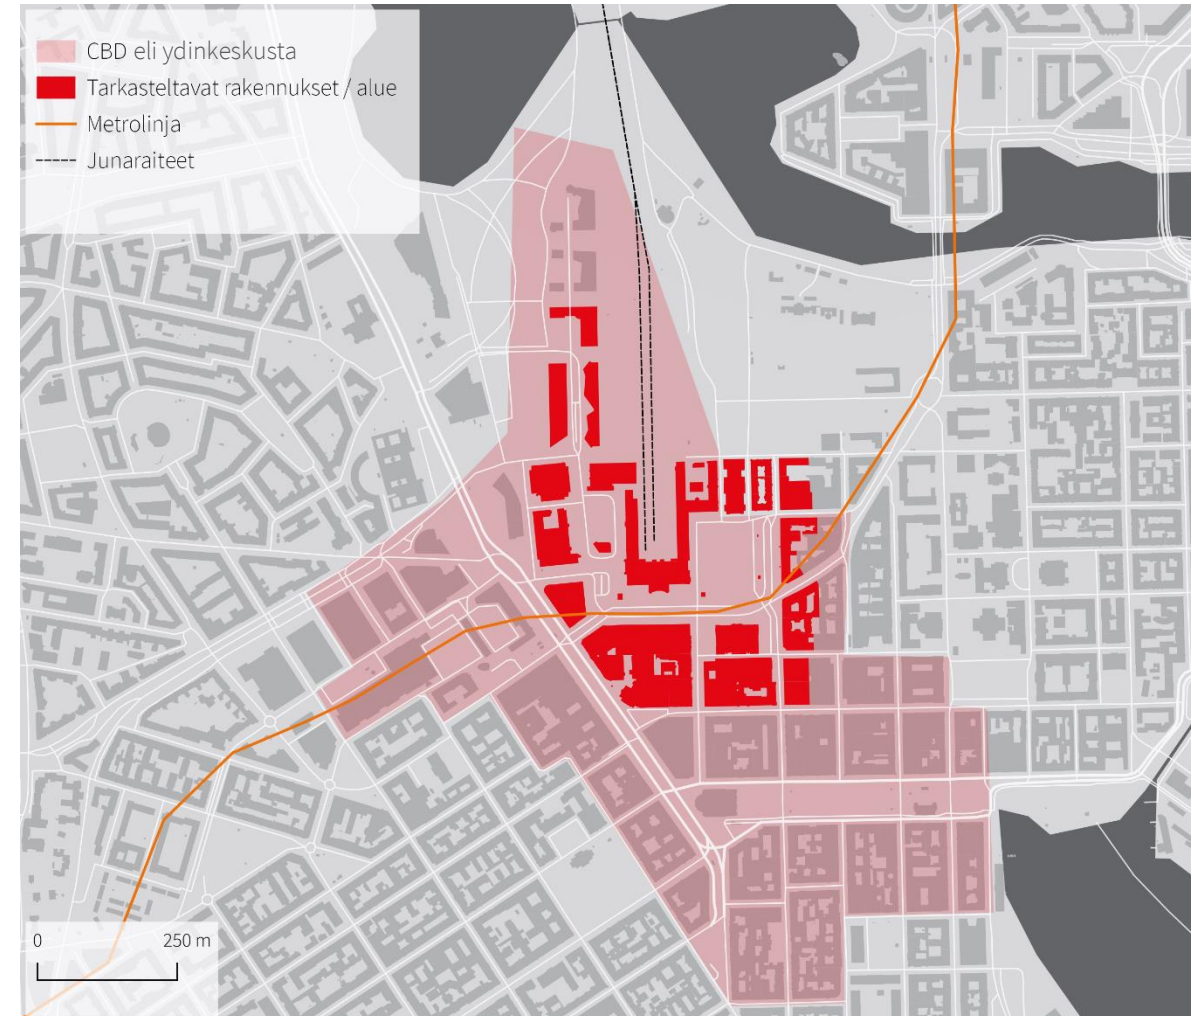 CBD eli ydinkeskusta
Tarkasteltavat rakennukset / alue
Metrolinja
Junaraiteet
0 250 m